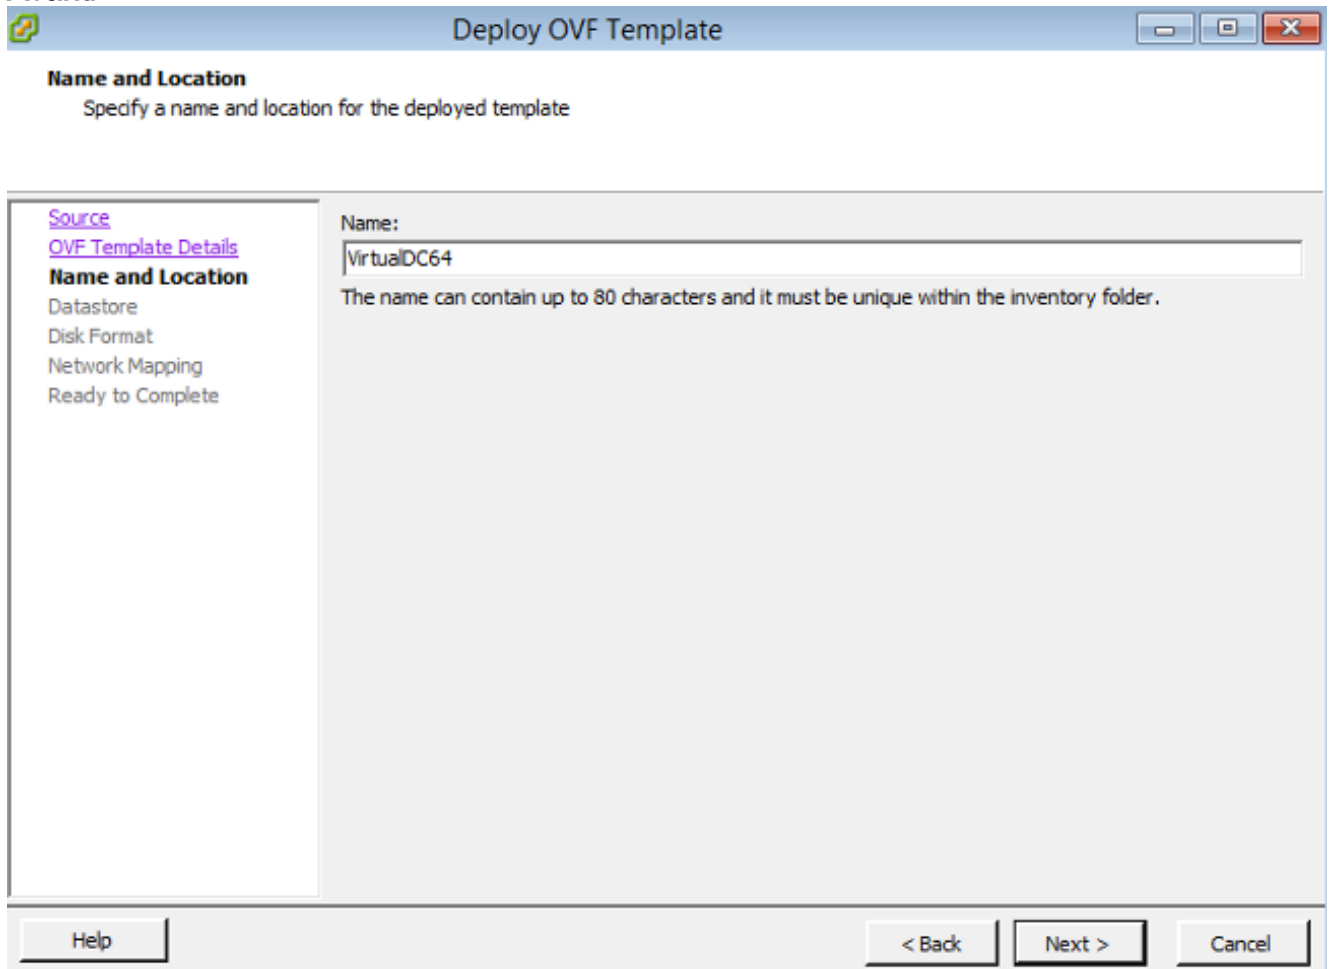 Deploy OVF Template
Name and Location
Specify a name and location for the deployed template
Source
OVF Template Details
Name and Location
Datastore
Disk Format
Network Mapping
Ready to Complete
Name:
VirtualDC64
The name can contain up to 80 characters and it must be unique within the inventory folder.
Help
< Back
Next >
Cancel